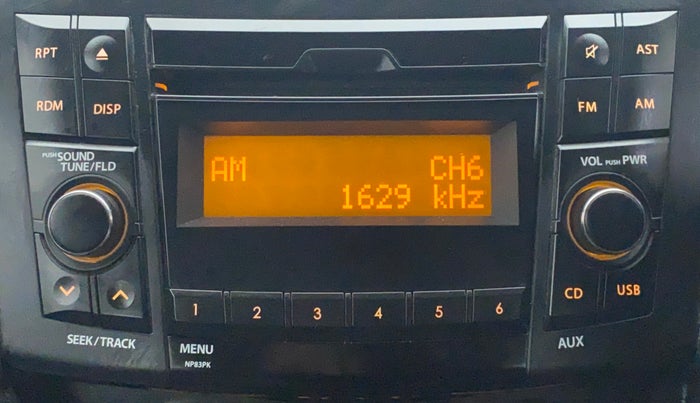 RPT
AST
RDM
DISP
FM
AM
PUSH SOUND
TUNE/FLD
VOL PUSH PWR
AM CH6
1629 kHz
CD
USB
1 2 3 4 5 6
SEEK/TRACK
MENU
AUX
NP83PK